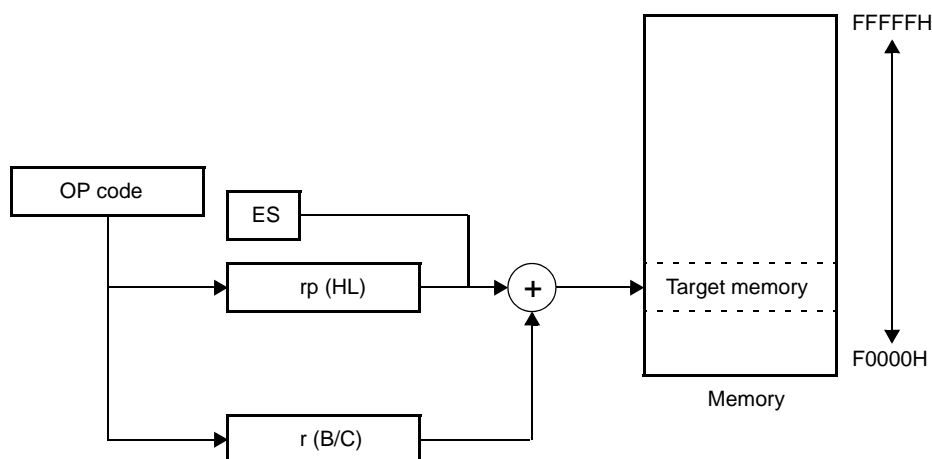 FFFFFH
OP code
ES
rp (HL)
+
Target memory
F0000H
Memory
r (B/C)